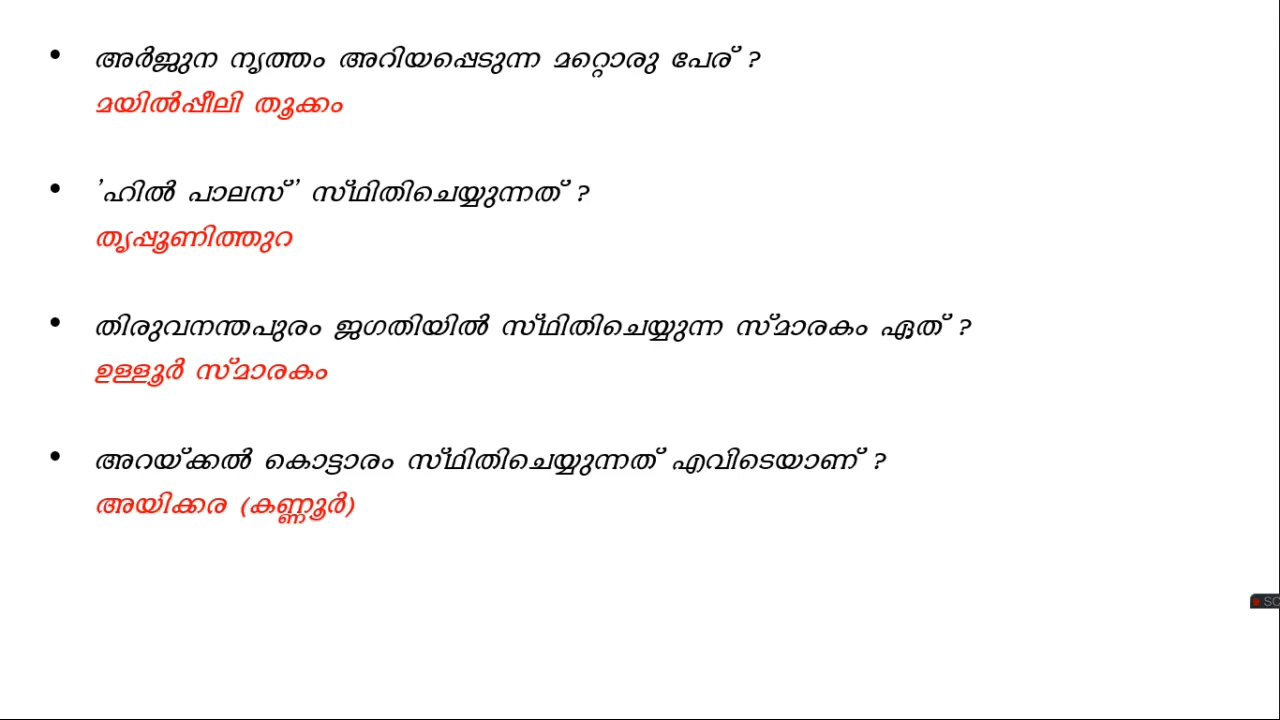 • അർജുന നൃത്തം അറിയപ്പെടുന്ന മറ്റൊരു പേര് ?
മയിൽപ്പീലി തൂക്കം
• 'ഹിൽ പാലസ്" സ്ഥിതിചെയ്യുന്നത് ?
തൃപ്പൂണിത്തുറ
• തിരുവനന്തപുരം ജഗതിയിൽ സ്ഥിതിചെയ്യുന്ന സ്മാരകം ഏത് ?
ഉള്ളൂർ സ്മാരകം
• അറയ്ക്കൽ കൊട്ടാരം സ്ഥിതിചെയ്യുന്നത് എവിടെയാണ് ?
അയിക്കര (കണ്ണൂർ)